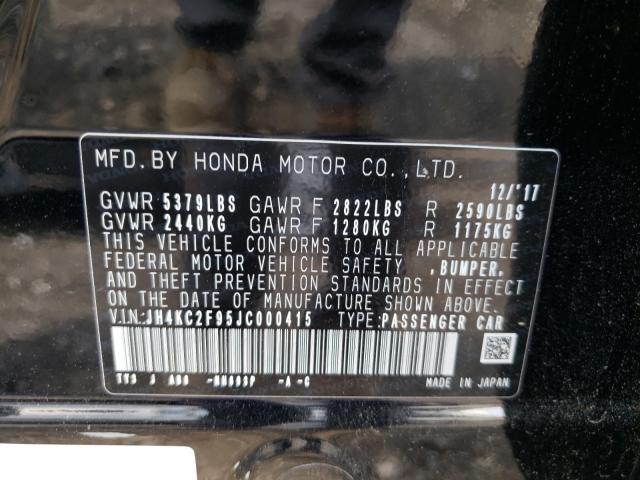 MFD.BY HONDA MOTOR CO.,LTD.
12/'17
GVWR 5379LBS GAWR F 2822LBS R 2590LBS
GVWR 2440KG GAWR F 1280KG R 1175KG
THIS VEHICLE CONFORMS TO ALL APPLICABLE
FEDERAL MOTOR VEHICLE SAFETY ,BUMPER,
AND THEFT PREVENTION STANDARDS IN EFFECT
ON THE DATE OF MANUFACTURE SHOWN ABOVE.
V.I.N:JH4KC2F95JC000415 TYPE:PASSENGER CAR
-A -C
MADE IN JAPAN